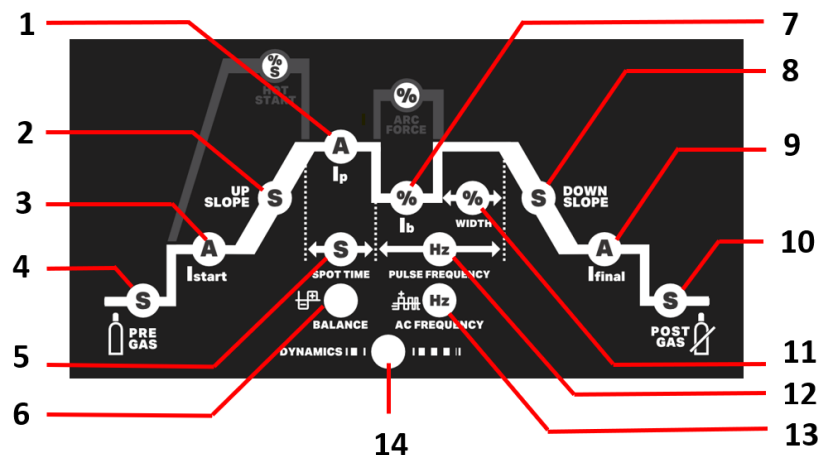 1
2
3
4
5
6
7
8
9
10
11
12
13
14
%
S
HOT
START
%
ARC
FORCE
A
Ip
UP
SLOPE
S
%
Ib
%
WIDTH
S
DOWN
SLOPE
A
Istart
S
SPOT TIME
Hz
PULSE FREQUENCY
A
Ifinal
S
PRE
GAS
BALANCE
Hz
AC FREQUENCY
S
POST
GAS
DYNAMICS